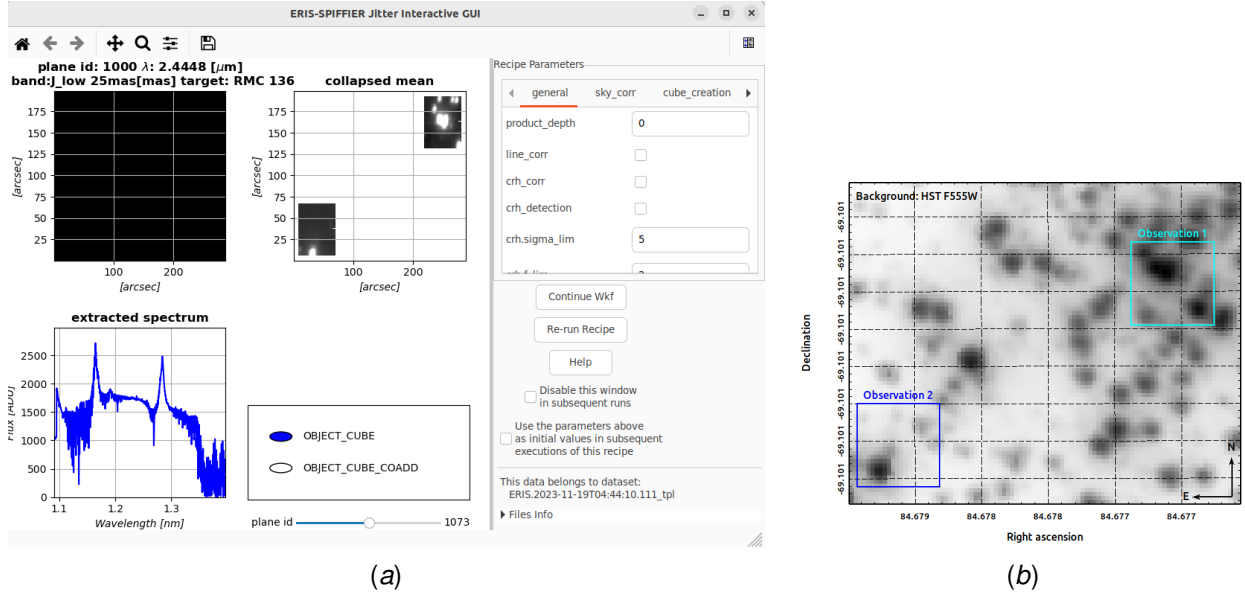 ERIS-SPIFFIER Jitter Interactive GUI
plane id: 1000 λ: 2.4448 [μm]
band:J_low 25mas[mas] target: RMC 136
collapsed mean
175
150
125
100
75
50
25
[arcsec]
100
200
[arcsec]
175
150
125
100
75
50
25
[arcsec]
100
200
[arcsec]
extracted spectrum
2500
2000
1500
1000
500
0
Flux [ADU]
1.1
1.2
1.3
Wavelength [nm]
OBJECT_CUBE
OBJECT_CUBE_COADD
plane id
1073
Recipe Parameters
general
sky_corr
cube_creation
product_depth
0
line_corr
crh_corr
crh_detection
crh.sigma_lim
5
Continue Wkf
Re-run Recipe
Help
Disable this window
in subsequent runs
Use the parameters above
as initial values in subsequent
executions of this recipe
This data belongs to dataset:
ERIS.2023-11-19T04:44:10.111_tpl
Files Info
(a)
Background: HST F555W
Observation 1
Observation 2
N
E
-69.101
-69.101
-69.101
-69.101
-69.101
-69.101
-69.101
-69.101
Declination
84.679
84.678
84.678
84.677
84.677
Right ascension
(b)